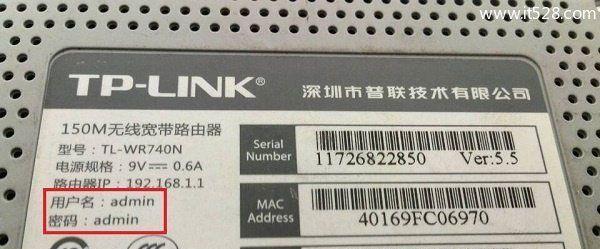 www.it528.com
TP-LINK®
深圳市普联技术有限公司
150M无线宽带路由器
型号：TL-WR740N
电源规格：9V⎓0.6A
路由器IP：192.168.1.1
用户名：admin
密码：admin
Serial Number
11726822850 Ver:5.5
MAC Address
40169FC06970